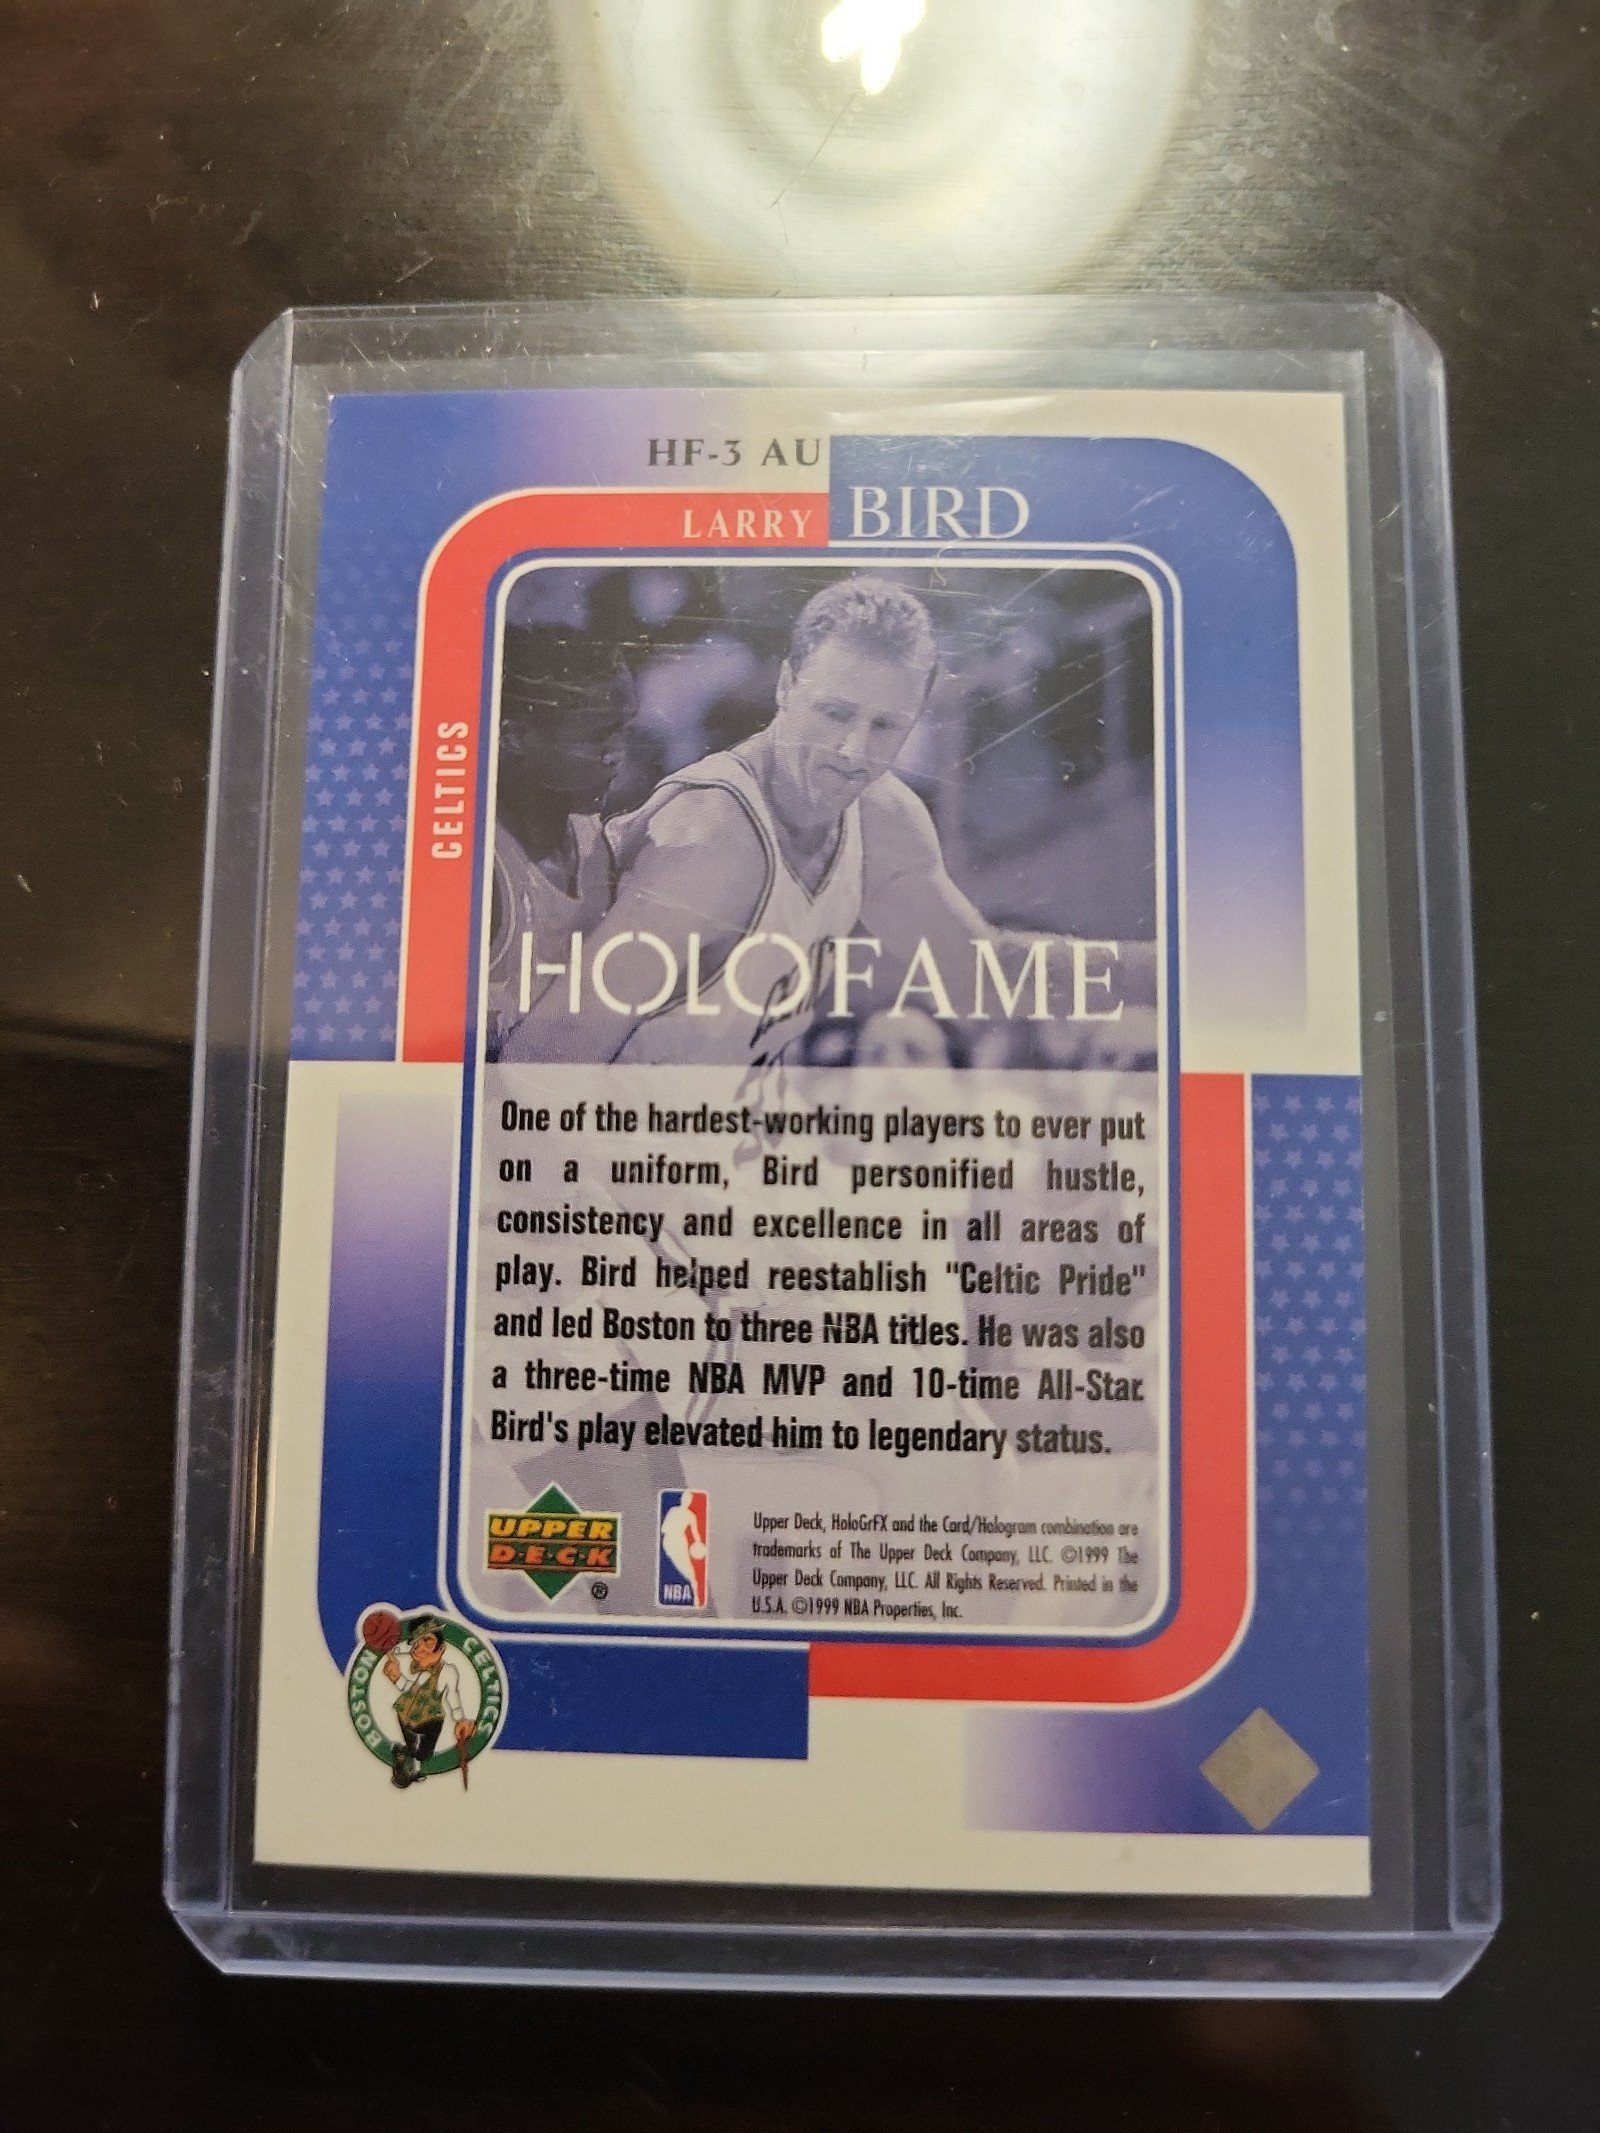 HF-3 AU
LARRY BIRD
CELTICS
HOLOFAME
One of the hardest-working players to ever put
on a uniform, Bird personified hustle,
consistency and excellence in all areas of
play. Bird helped reestablish "Celtic Pride"
and led Boston to three NBA titles. He was also
a three-time NBA MVP and 10-time All-Star.
Bird's play elevated him to legendary status.
UPPER
D·E·C·K
®
NBA
Upper Deck, HoloGrFX and the Card/Hologram combination are
trademarks of The Upper Deck Company, LLC. ©1999 The
Upper Deck Company, LLC. All Rights Reserved. Printed in the
U.S.A. ©1999 NBA Properties, Inc.
BOSTON CELTICS